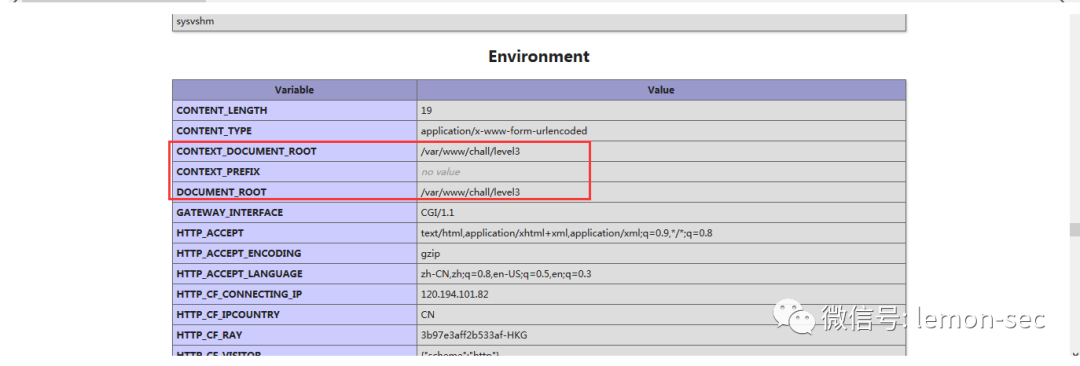 sysvshm
Environment
Variable Value
CONTENT_LENGTH 19
CONTENT_TYPE application/x-www-form-urlencoded
CONTEXT_DOCUMENT_ROOT /var/www/chall/level3
CONTEXT_PREFIX no value
DOCUMENT_ROOT /var/www/chall/level3
GATEWAY_INTERFACE CGI/1.1
HTTP_ACCEPT text/html,application/xhtml+xml,application/xml;q=0.9,*/*;q=0.8
HTTP_ACCEPT_ENCODING gzip
HTTP_ACCEPT_LANGUAGE zh-CN,zh;q=0.8,en-US;q=0.5,en;q=0.3
HTTP_CF_CONNECTING_IP 120.194.101.82
HTTP_CF_IPCOUNTRY CN
HTTP_CF_RAY 3b97e3aff2b533af-HKG
HTTP_CF_VISITOR {"scheme":"http"}
微信号: lemon-sec